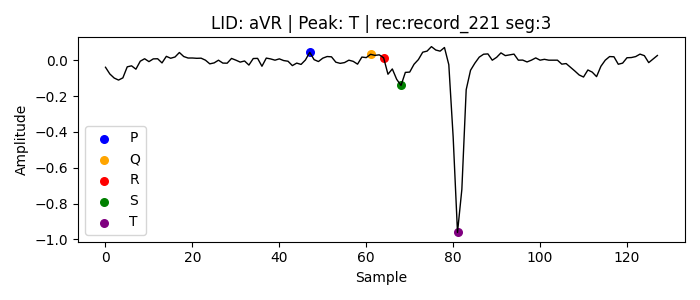 LID: aVR | Peak: T | rec:record_221 seg:3
Amplitude
0.0
−0.2
−0.4
−0.6
−0.8
−1.0
P
Q
R
S
T
0 20 40 60 80 100 120
Sample